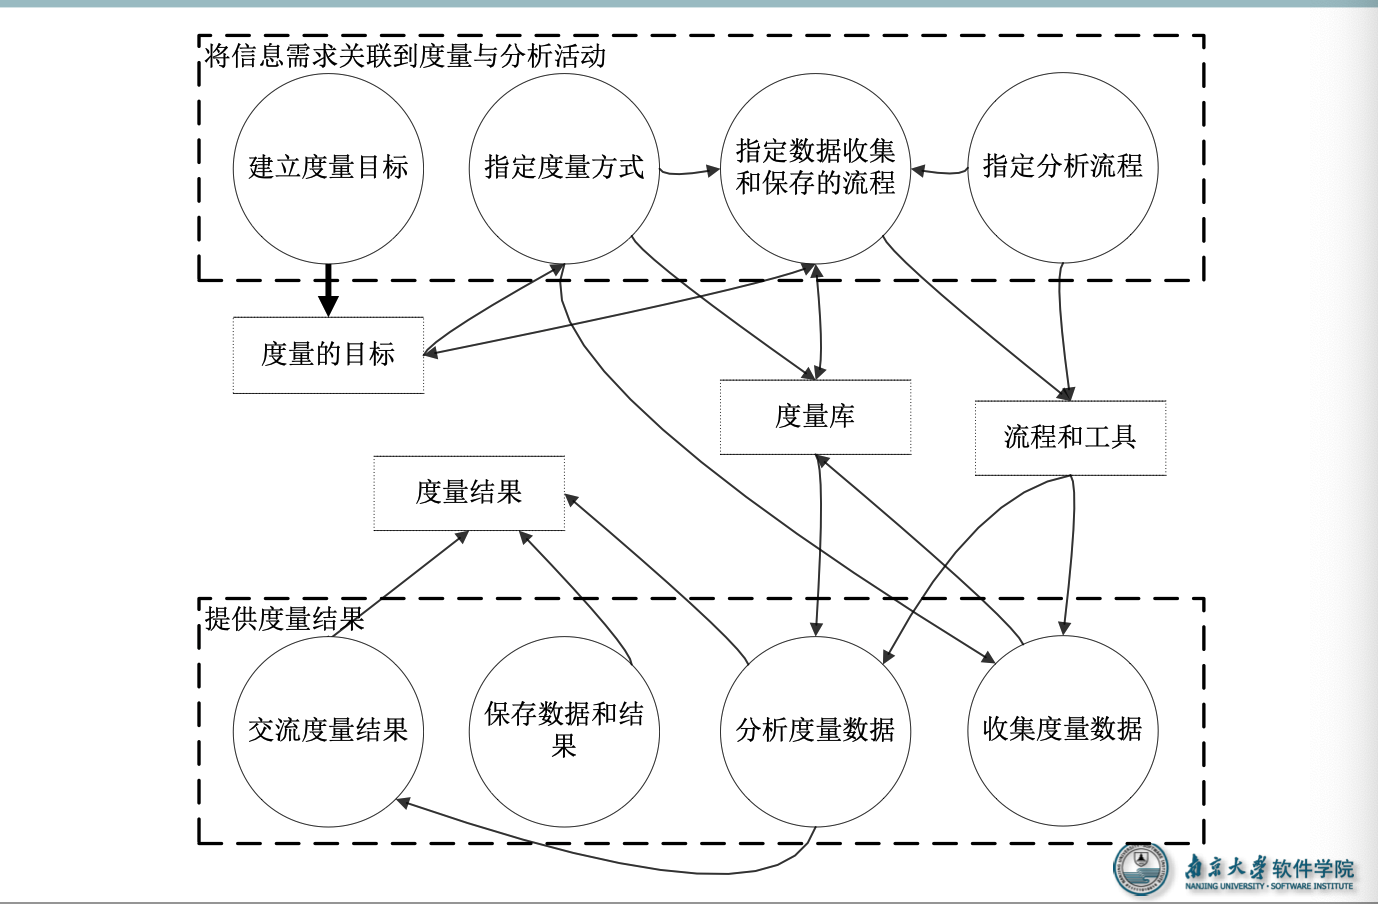 将信息需求关联到度量与分析活动
建立度量目标
指定度量方式
指定数据收集
和保存的流程
指定分析流程
度量的目标
度量库
流程和工具
度量结果
提供度量结果
交流度量结果
保存数据和结
果
分析度量数据
收集度量数据
南京大学软件学院
NANJING UNIVERSITY·SOFTWARE INSTITUTE